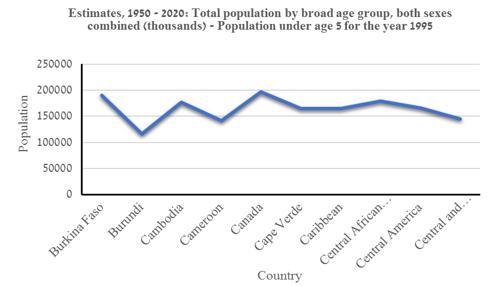 Estimates, 1950 - 2020: Total population by broad age group, both sexes
combined (thousands) - Population under age 5 for the year 1995
250000
200000
150000
100000
50000
0
Population
Burkina Faso
Burundi
Cambodia
Cameroon
Canada
Cape Verde
Caribbean
Central African...
Central America
Central and...
Country